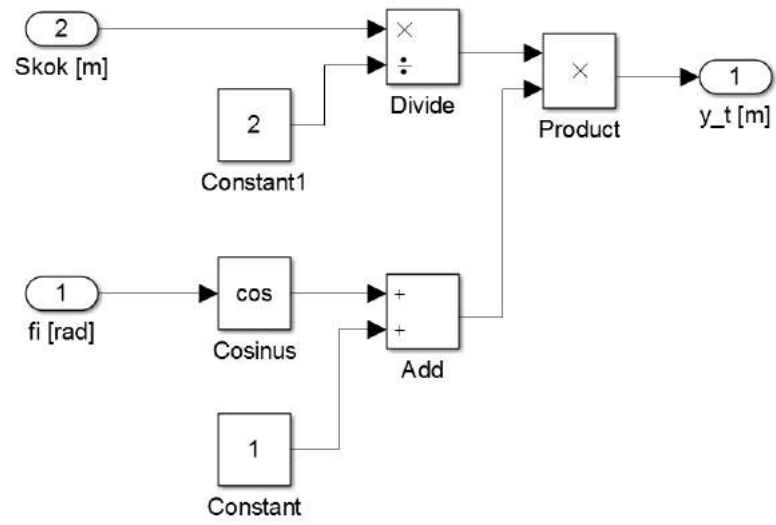 2
Skok [m]
×
÷
Divide
2
Constant1
×
Product
1
y_t [m]
1
fi [rad]
cos
Cosinus
+
+
Add
1
Constant